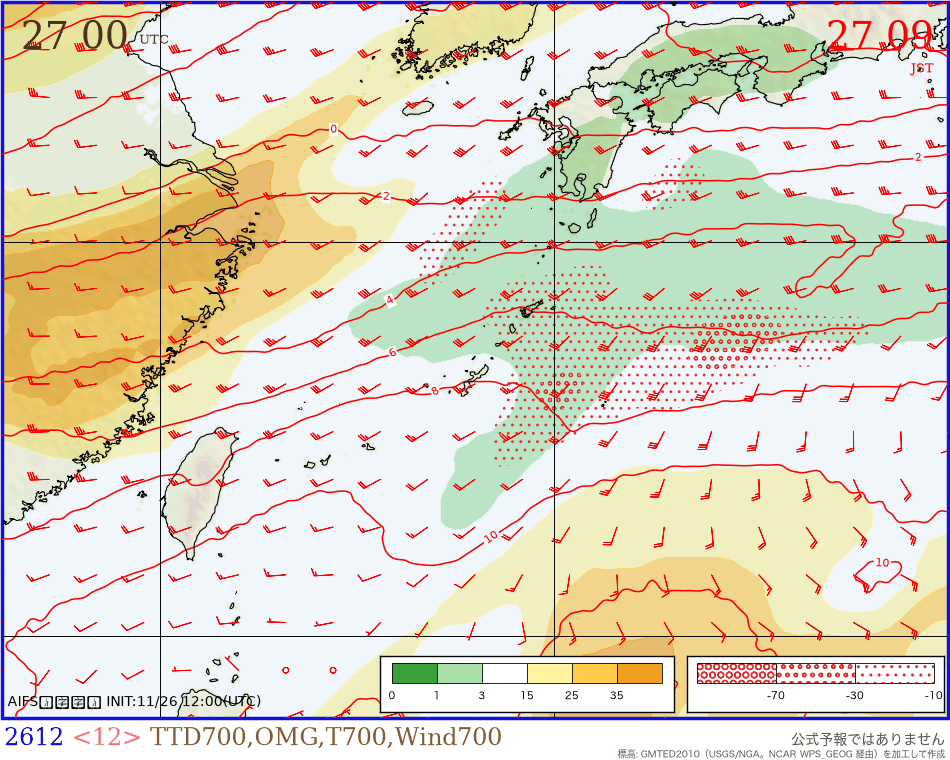 27 00 UTC
27.09
JST
0
2
2
4
6
8
10
10
0 1 3 15 25 35
-70 -30 -10
INIT:11/26 12:00(UTC)
2612 <12> TTD700,OMG,T700,Wind700
公式予報ではありません
標高: GMTED2010（USGS/NGA。NCAR WPS_GEOG 経由）を加工して作成